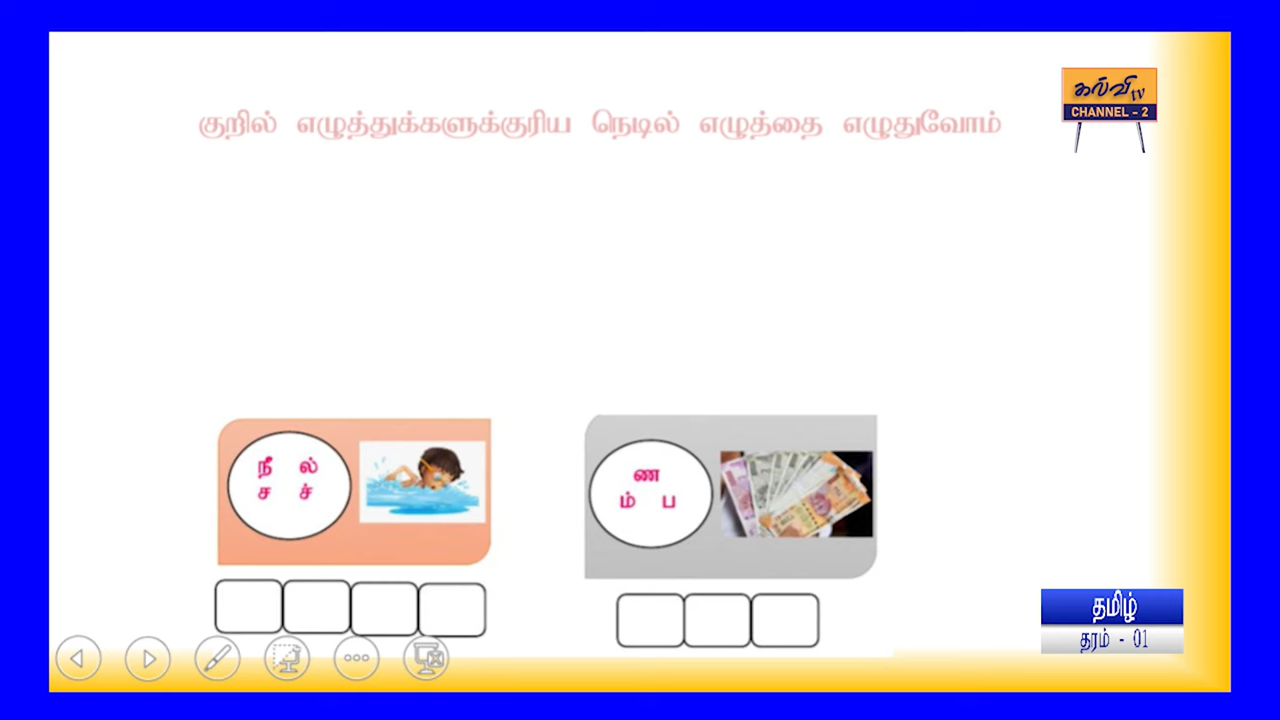 கல்வி tv
CHANNEL - 2
குறில் எழுத்துக்களுக்குரிய நெடில் எழுத்தை எழுதுவோம்
நீ ல்
ச ச்
ண
ம் ப
தமிழ்
தரம் - 01